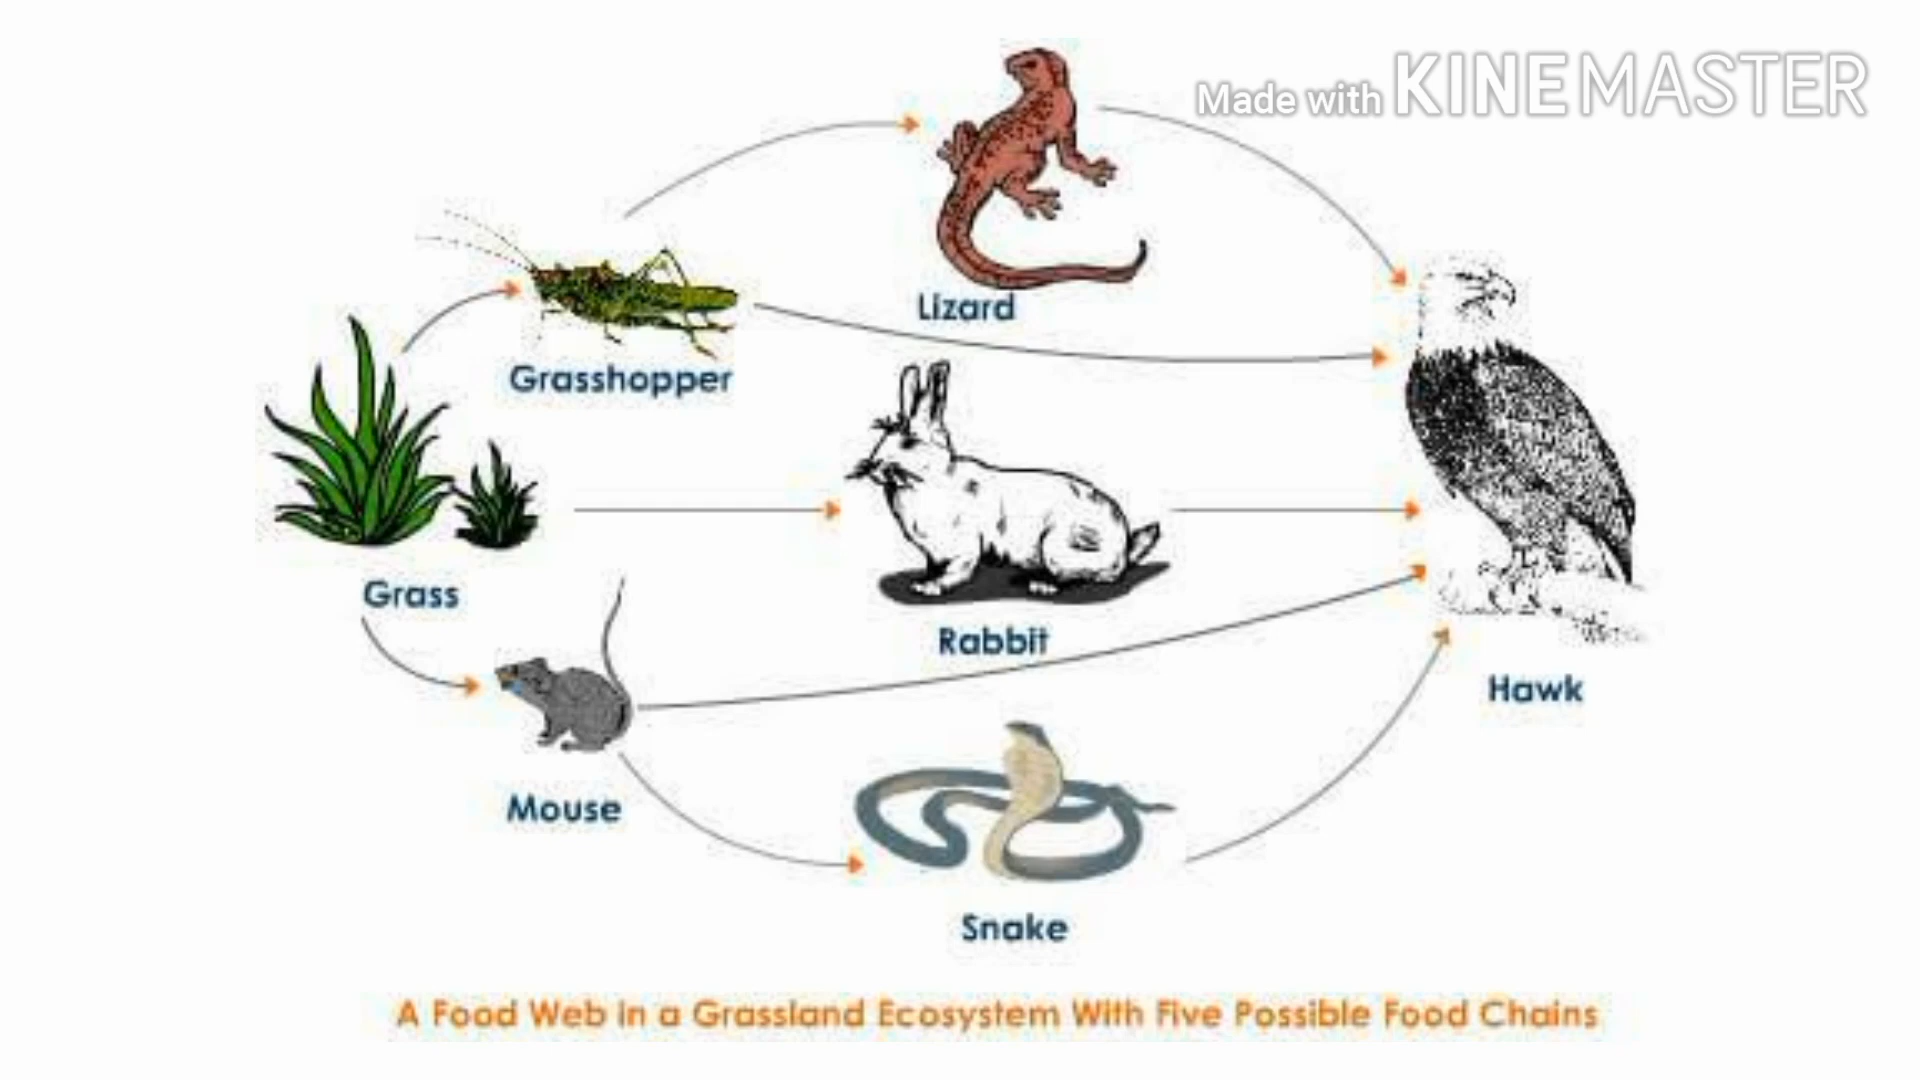 Made with KINEMASTER
Lizard
Grasshopper
Grass
Rabbit
Hawk
Mouse
Snake
A Food Web in a Grassland Ecosystem With Five Possible Food Chains